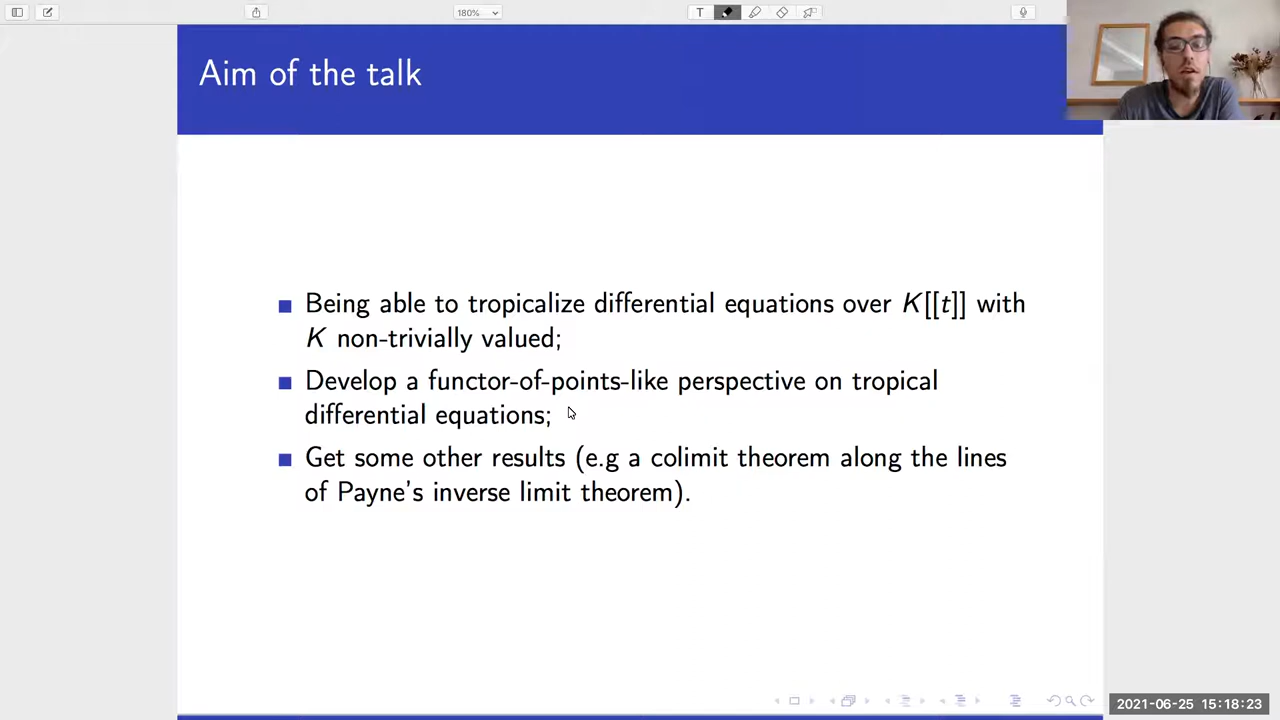 180%
T
Aim of the talk
Being able to tropicalize differential equations over K[[t]] with
K non-trivially valued;
Develop a functor-of-points-like perspective on tropical
differential equations;
Get some other results (e.g a colimit theorem along the lines
of Payne's inverse limit theorem).
2021-06-25 15:18:23